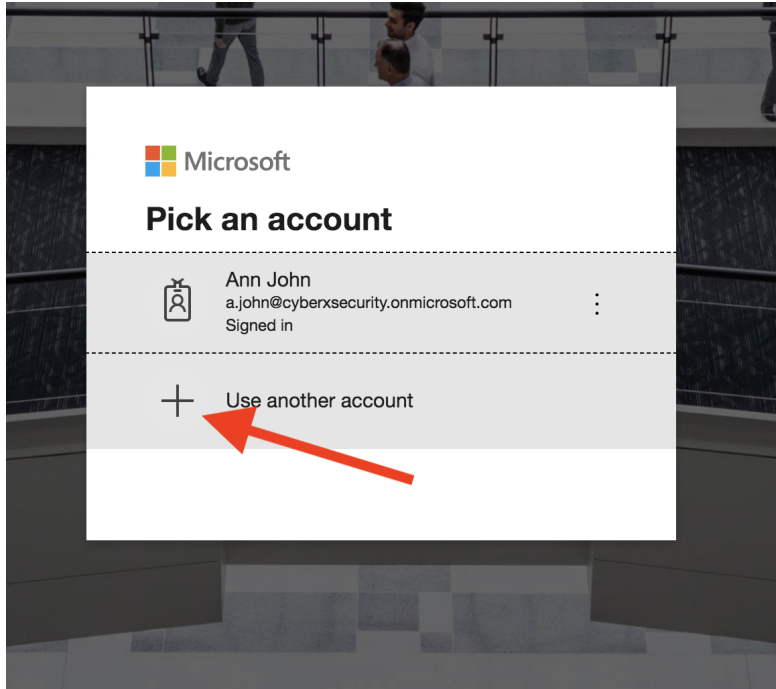 Microsoft
Pick an account
Ann John
a.john@cyberxsecurity.onmicrosoft.com
Signed in
Use another account